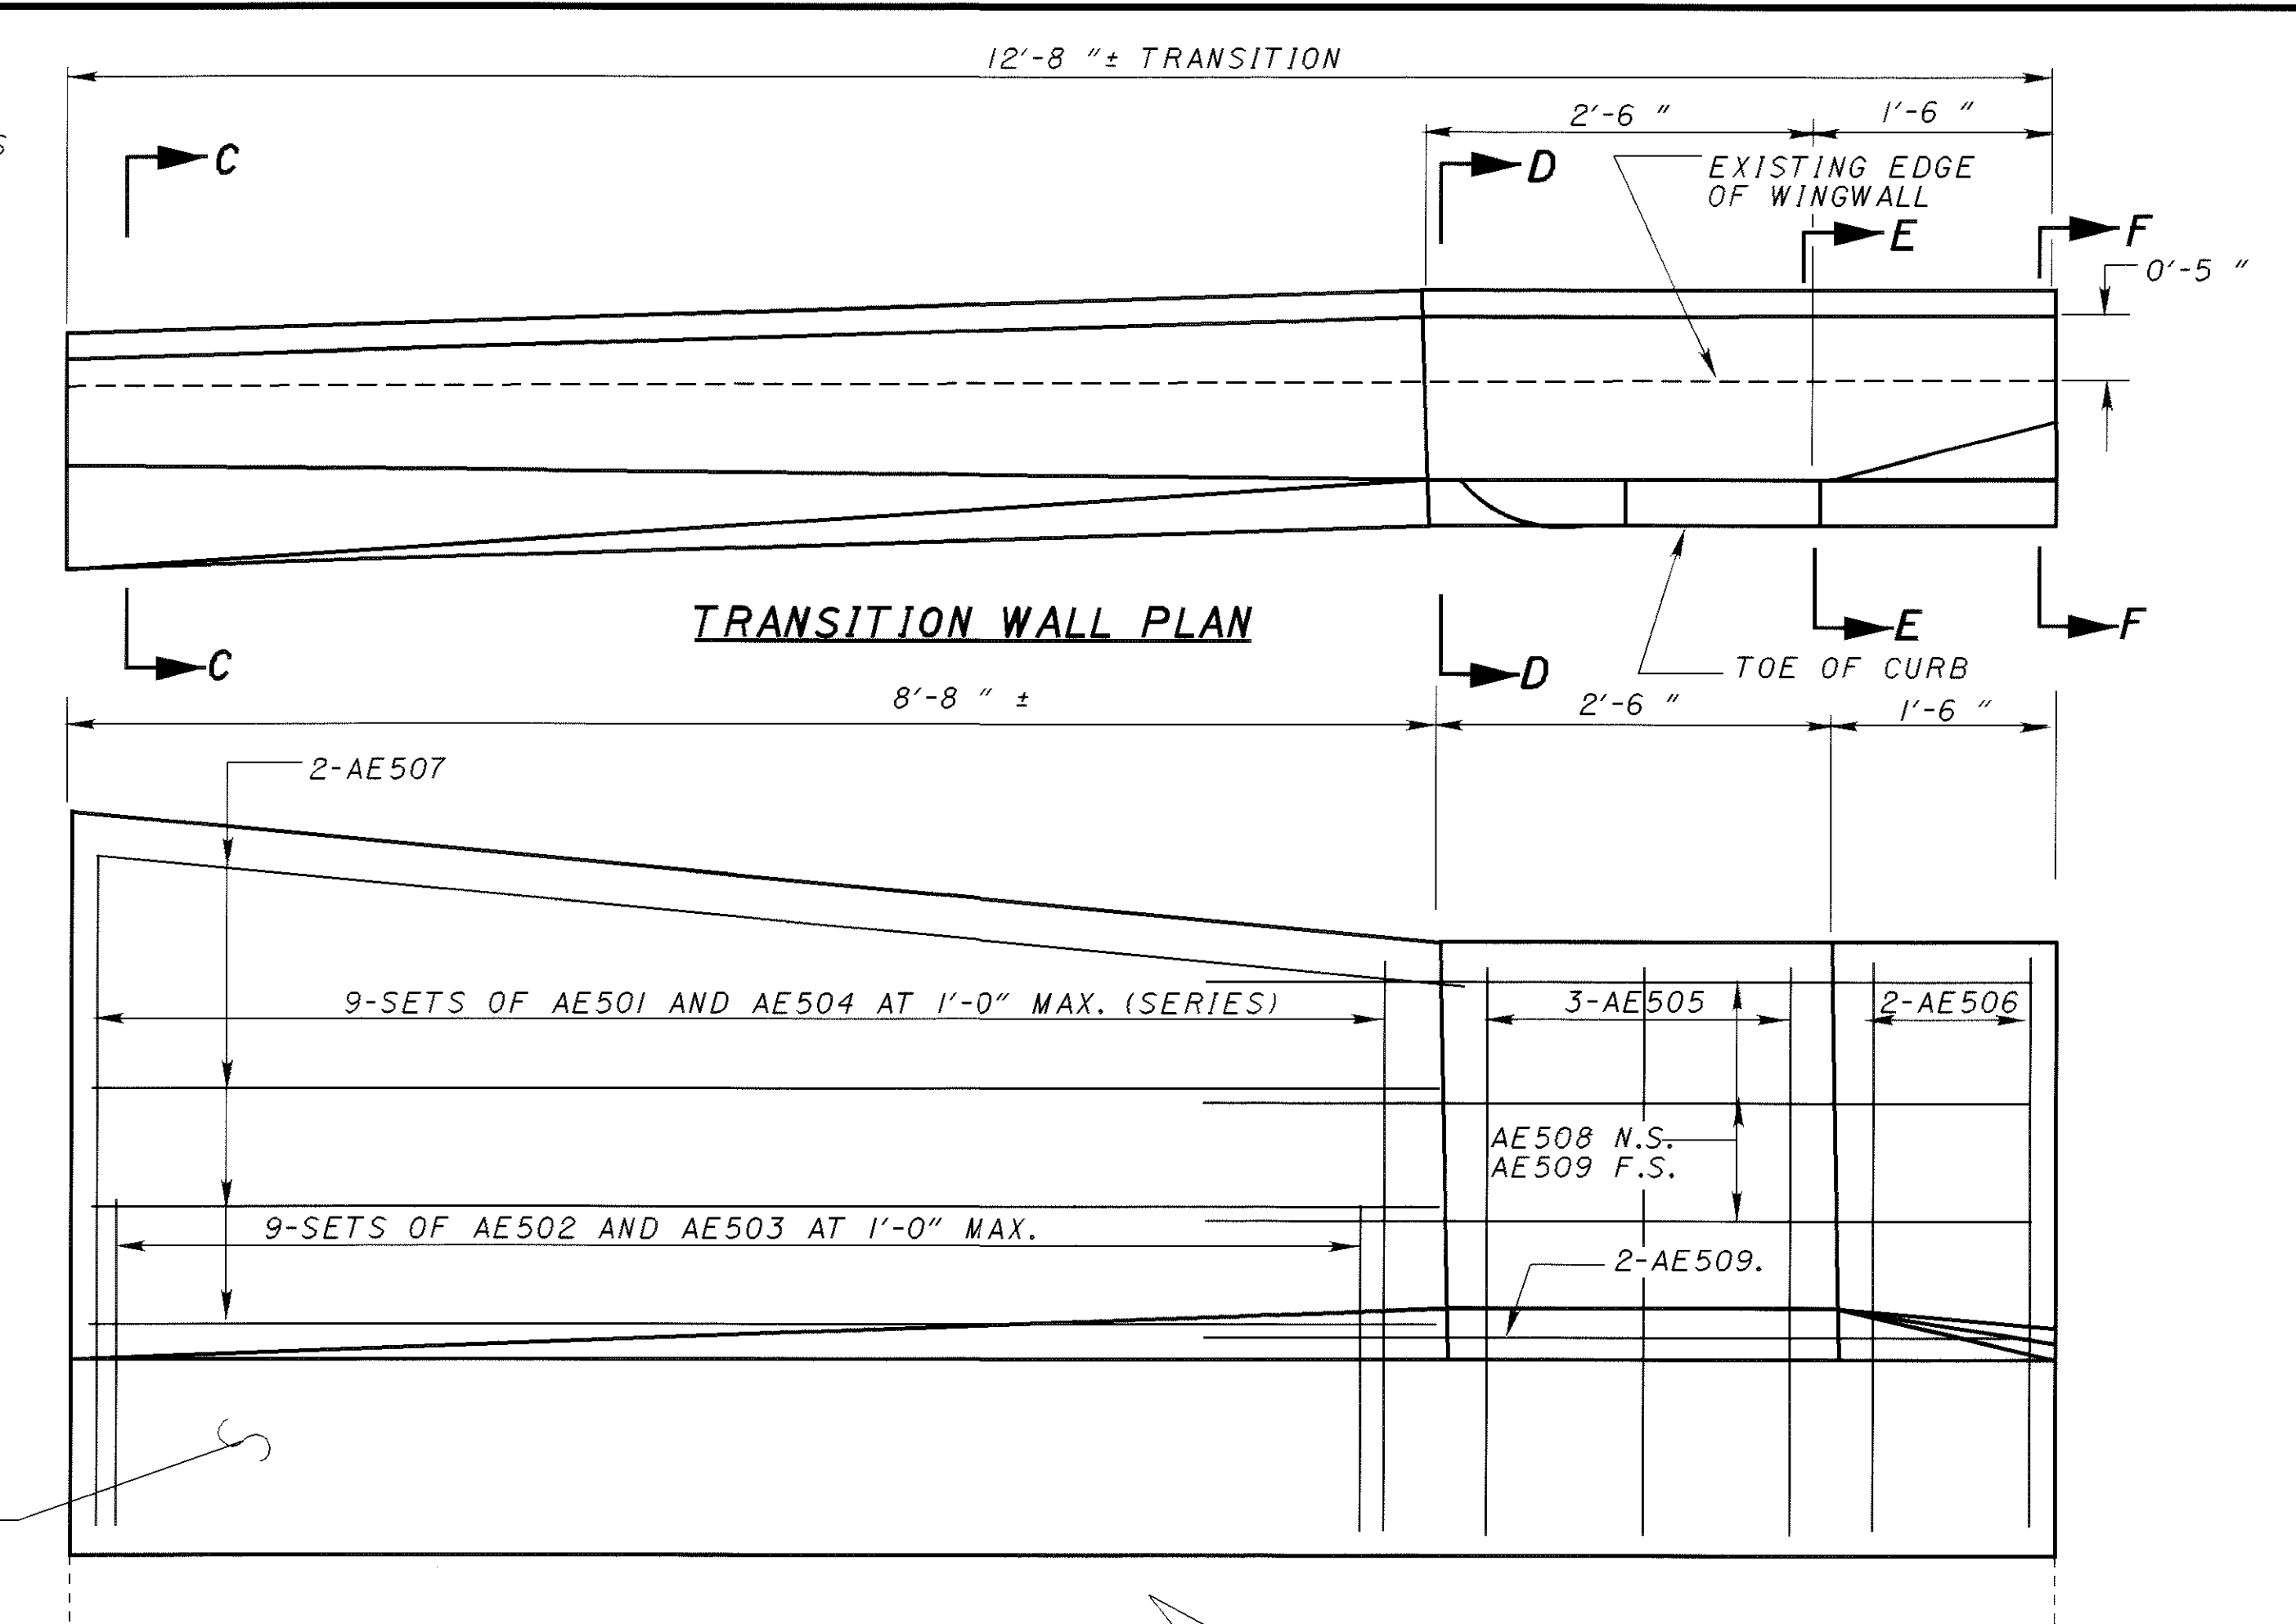 12'-8 "± TRANSITION
2'-6 "
1'-6 "
S
C
D
EXISTING EDGE
OF WINGWALL
E
F
0'-5 "
TRANSITION WALL PLAN
C
D
E
F
TOE OF CURB
8'-8 " ±
2'-6 "
1'-6 "
2-AE507
9-SETS OF AE501 AND AE504 AT 1'-0" MAX. (SERIES)
3-AE505
2-AE506
AE508 N.S.
AE509 F.S.
9-SETS OF AE502 AND AE503 AT 1'-0" MAX.
2-AE509.